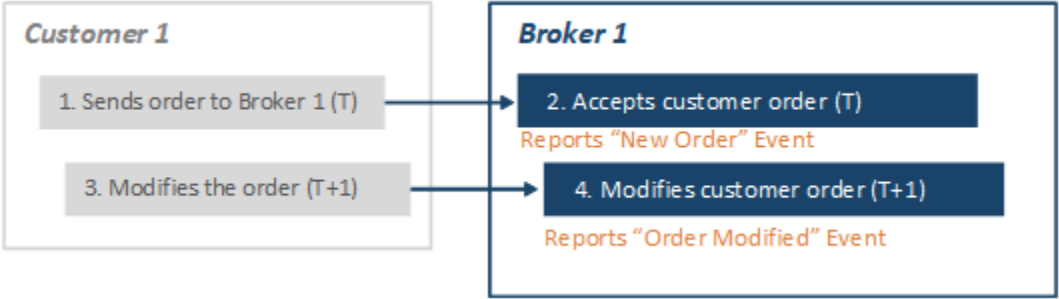 Customer 1
Broker 1
1. Sends order to Broker 1 (T)
2. Accepts customer order (T)
Reports “New Order” Event
3. Modifies the order (T+1)
4. Modifies customer order (T+1)
Reports “Order Modified” Event